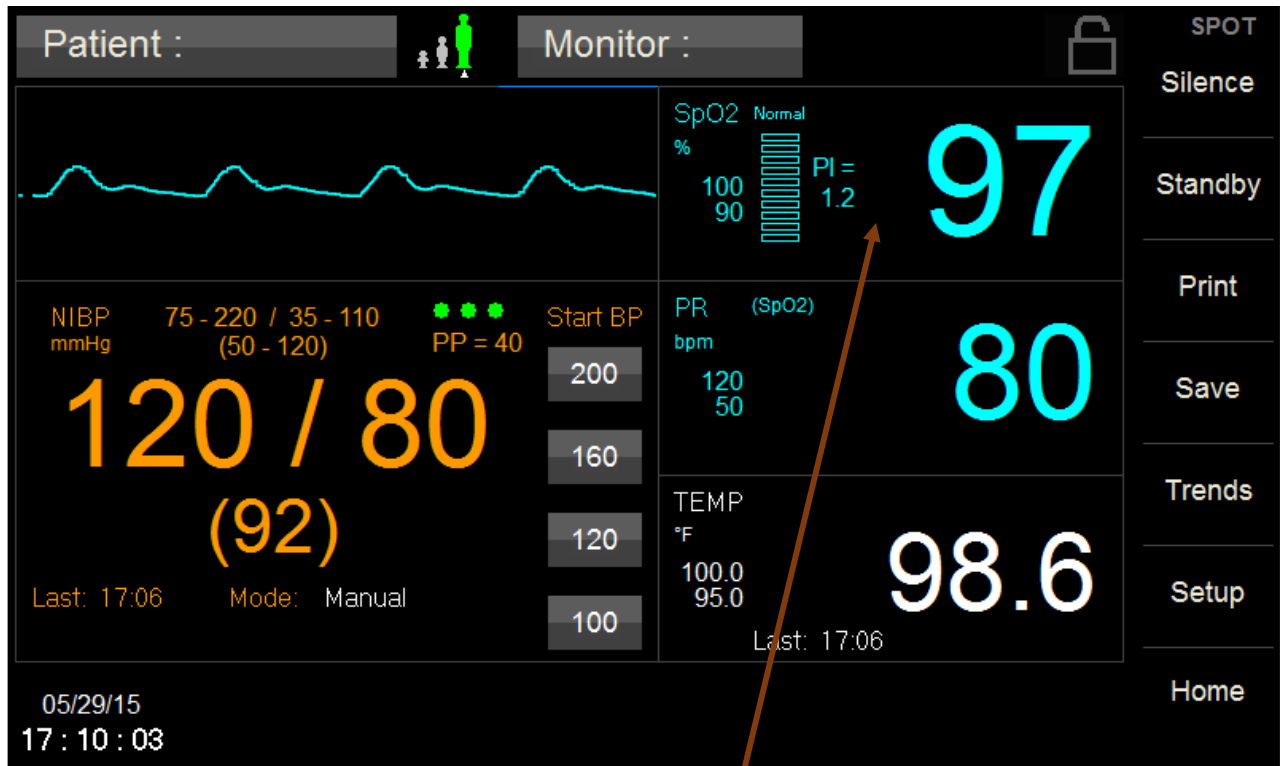 Patient :
Monitor :
SpO2 Normal
%
100
90
PI =
1.2
97
NIBP
mmHg
75 - 220 / 35 - 110
(50 - 120)
PP = 40
120 / 80
(92)
Last: 17:06 Mode: Manual
Start BP
200
160
120
100
PR (SpO2)
bpm
120
50
80
TEMP
°F
100.0
95.0
98.6
Last: 17:06
05/29/15
17 : 10 : 03
SPOT
Silence
Standby
Print
Save
Trends
Setup
Home